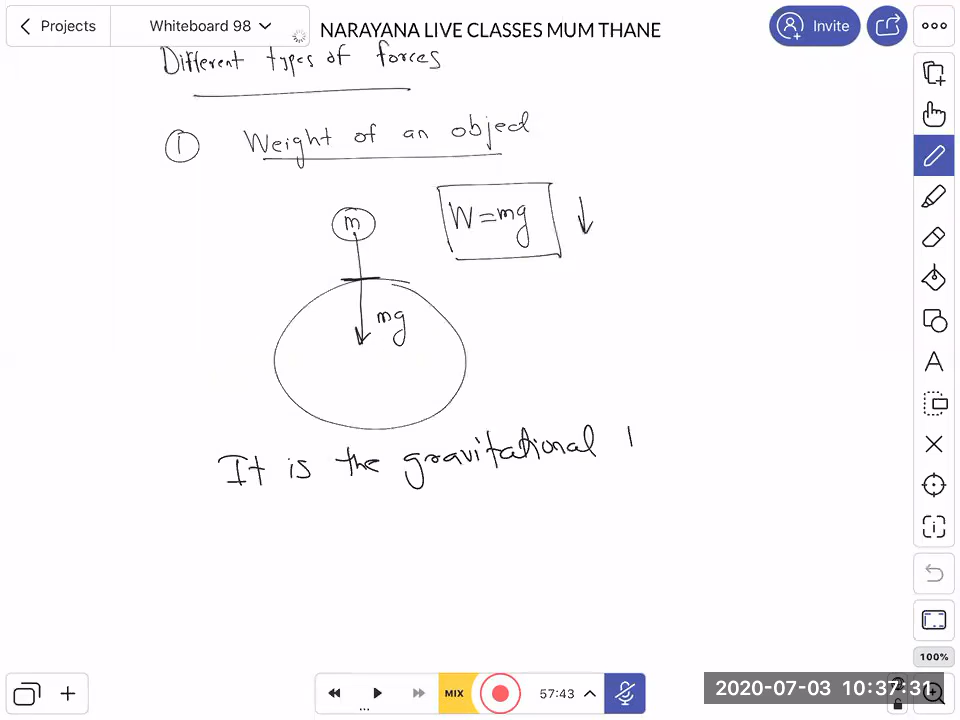 Projects
Whiteboard 98
NARAYANA LIVE CLASSES MUM THANE
Invite
Different types of forces
1 Weight of an object
m
W = mg
mg
It is the gravitational
100%
MIX
57:43
2020-07-03 10:37:31